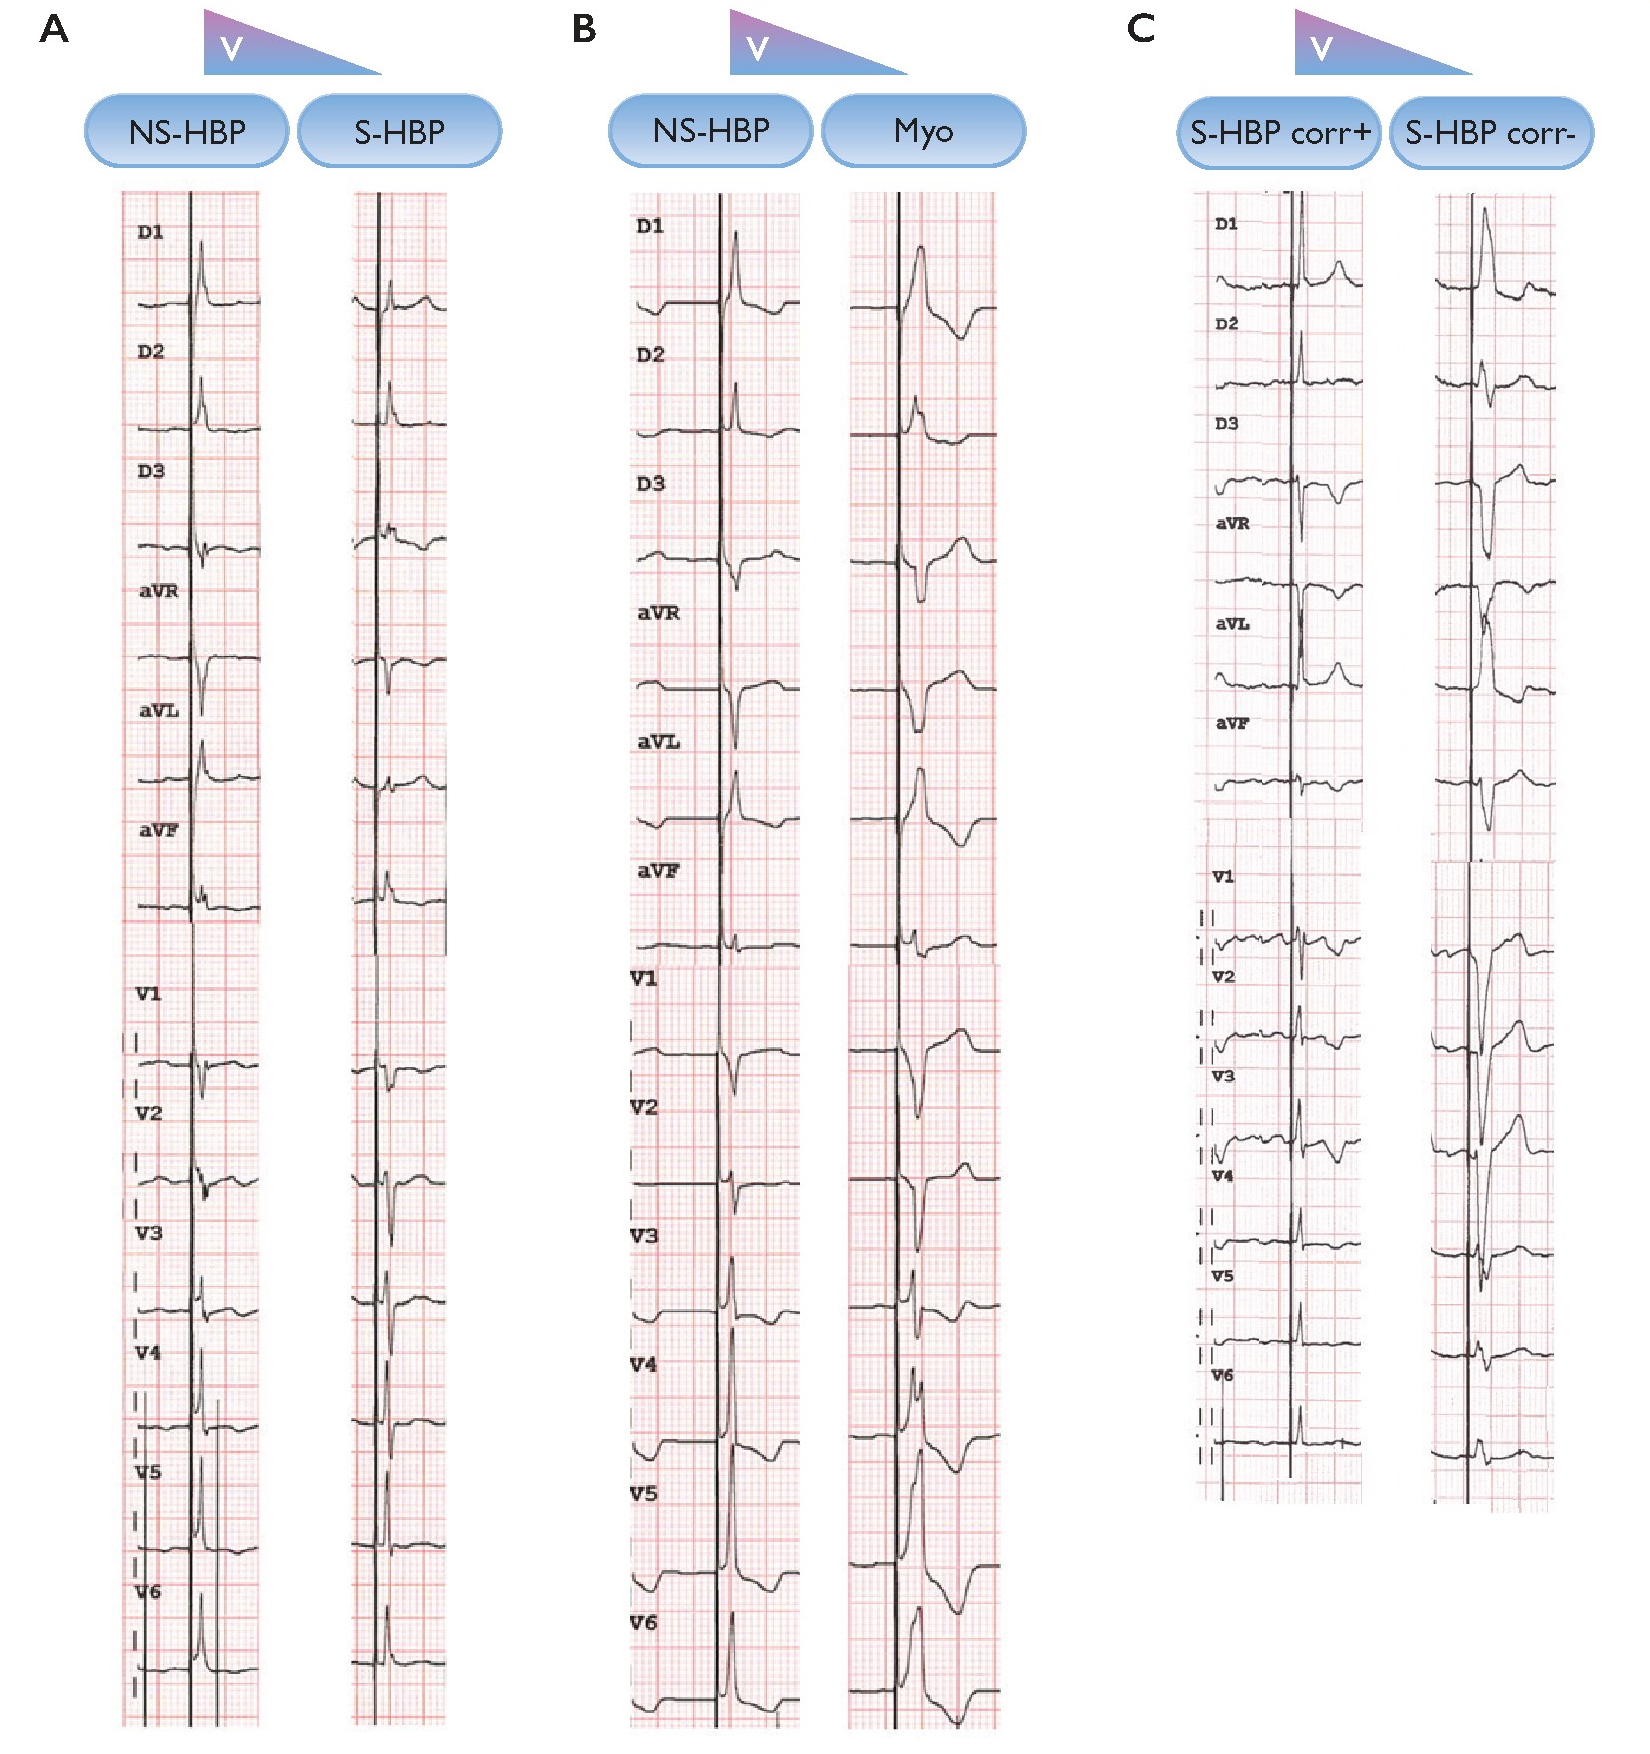 A
V
NS-HBP
S-HBP
D1
D2
D3
aVR
aVL
aVF
V1
V2
V3
V4
V5
V6
B
V
NS-HBP
Myo
D1
D2
D3
aVR
aVL
aVF
V1
V2
V3
V4
V5
V6
C
V
S-HBP corr+
S-HBP corr-
D1
D2
D3
aVR
aVL
aVF
V1
V2
V3
V4
V5
V6